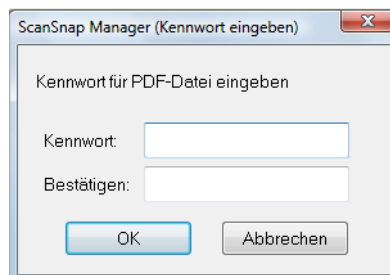 ScanSnap Manager (Kennwort eingeben)
Kennwort für PDF-Datei eingeben
Kennwort:
Bestätigen:
OK Abbrechen